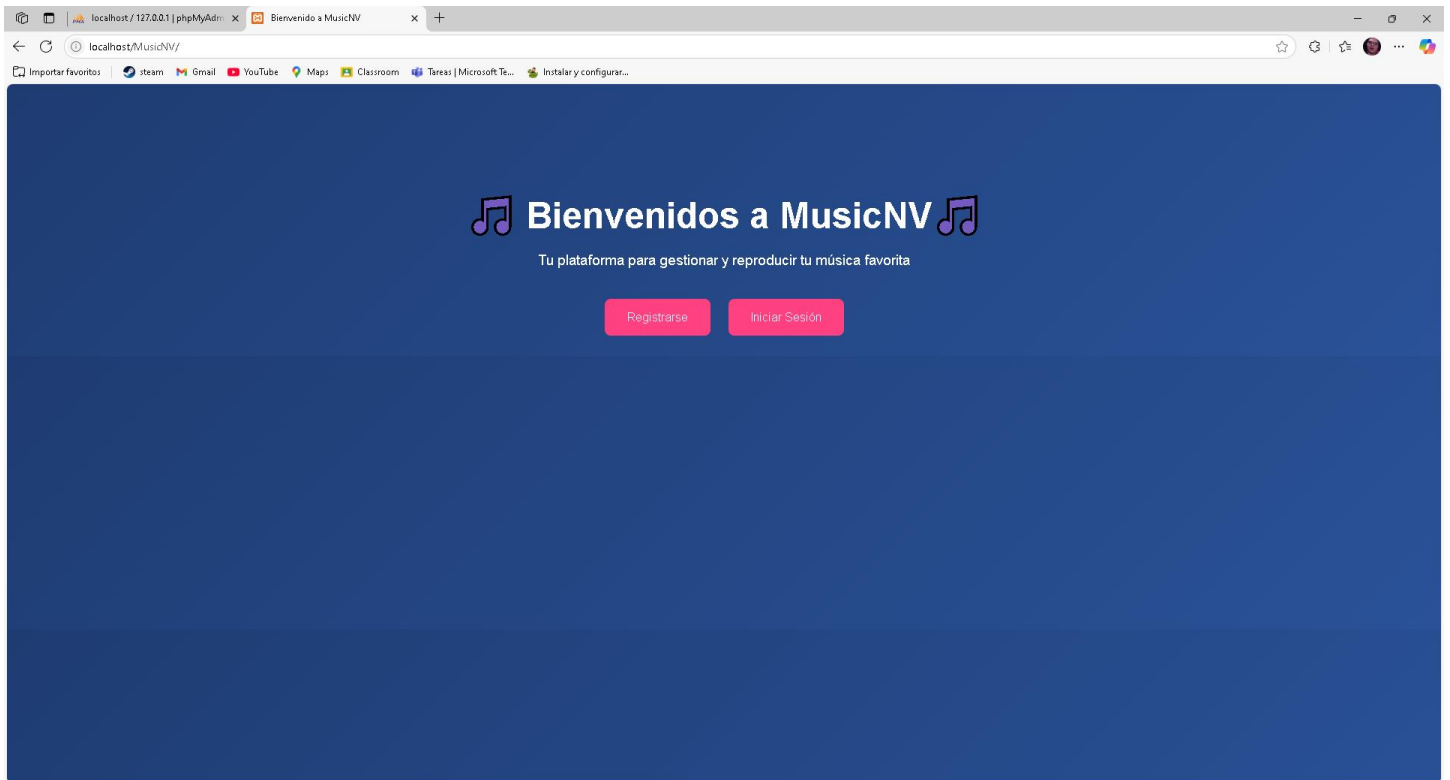 localhost / 127.0.0.1 | phpMyAdm
Bienvenido a MusicNV
localhost/MusicNV/
Importar favoritos
steam
Gmail
YouTube
Maps
Classroom
Tareas | Microsoft Te...
Instalar y configurar...
Bienvenidos a MusicNV
Tu plataforma para gestionar y reproducir tu música favorita
Registrarse
Iniciar Sesión